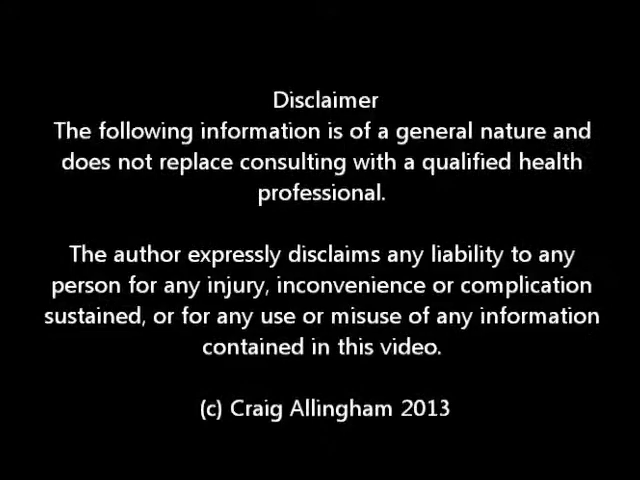 Disclaimer
The following information is of a general nature and
does not replace consulting with a qualified health
professional.
The author expressly disclaims any liability to any
person for any injury, inconvenience or complication
sustained, or for any use or misuse of any information
contained in this video.
(c) Craig Allingham 2013